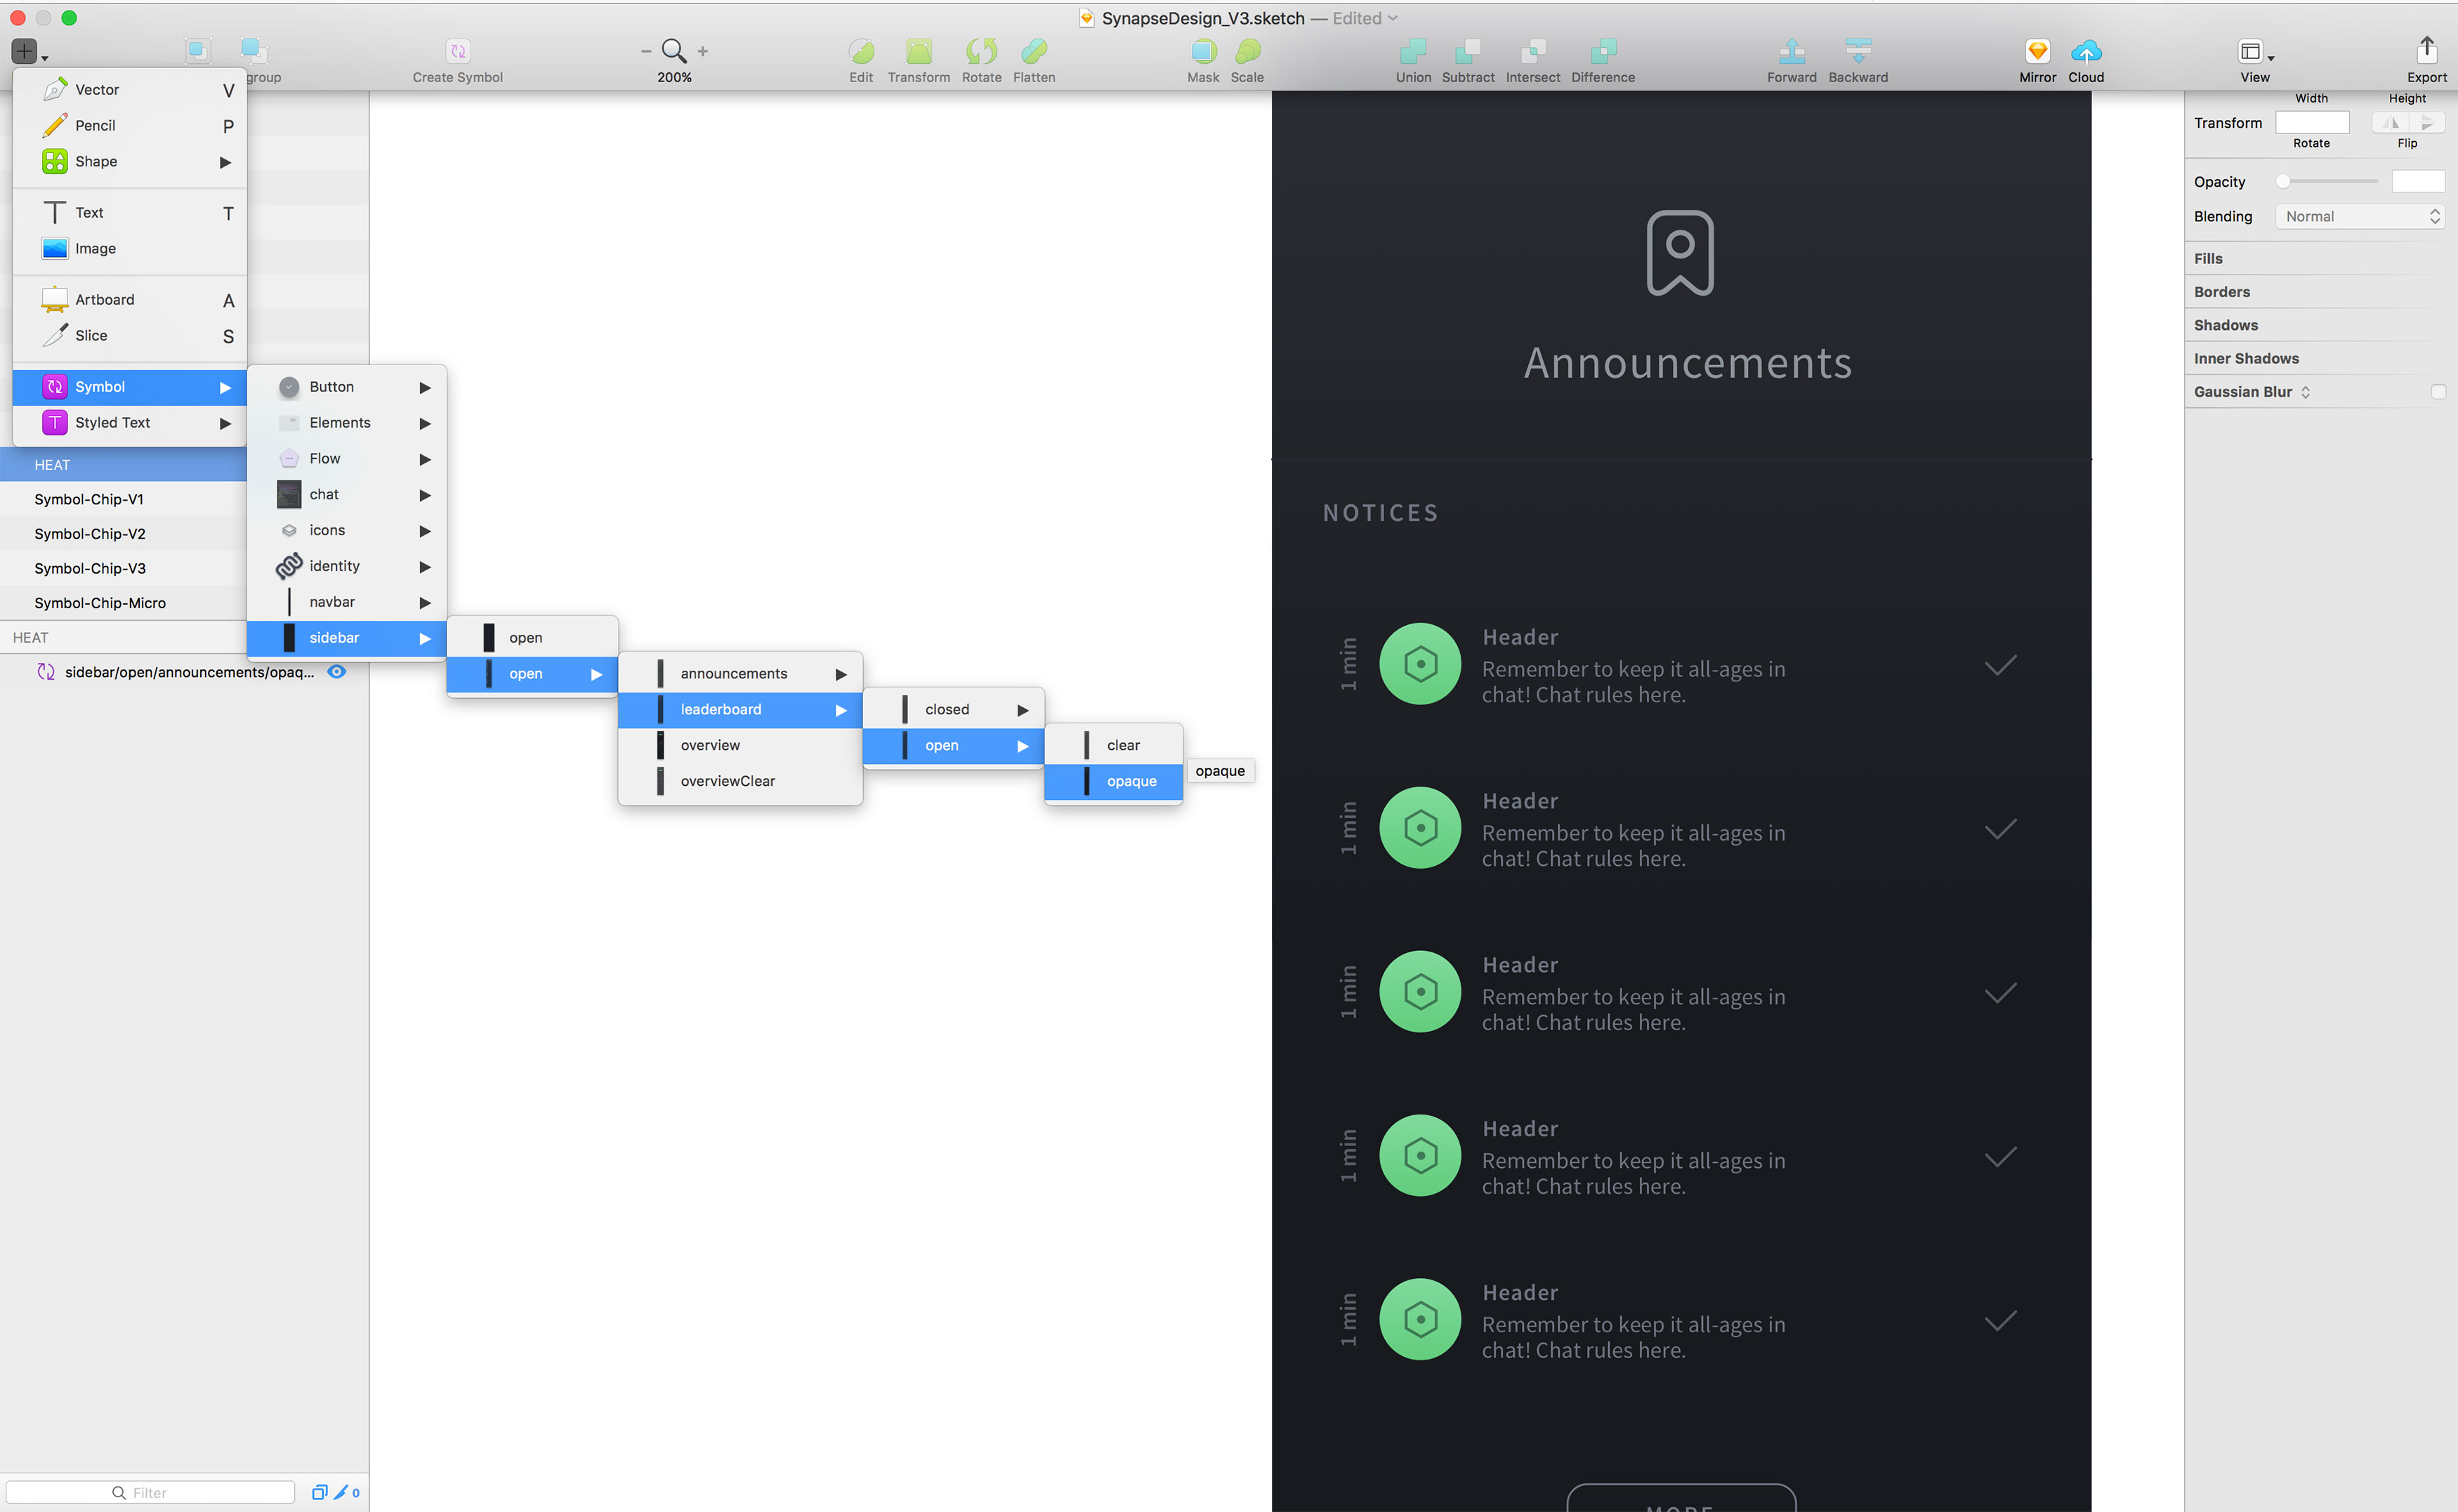 SynapseDesign_V3.sketch — Edited
group
Create Symbol
200%
Edit
Transform
Rotate
Flatten
Mask
Scale
Union
Subtract
Intersect
Difference
Forward
Backward
Mirror
Cloud
View
Export
Vector V
Pencil P
Shape
Text T
Image
Artboard A
Slice S
Symbol
Styled Text
HEAT
Symbol-Chip-V1
Symbol-Chip-V2
Symbol-Chip-V3
Symbol-Chip-Micro
HEAT
sidebar/open/announcements/opaq...
Filter
0
Button
Elements
Flow
chat
icons
identity
navbar
sidebar
open
open
announcements
leaderboard
overview
overviewClear
closed
open
clear
opaque
opaque
Announcements
NOTICES
1 min
Header
Remember to keep it all-ages in
chat! Chat rules here.
1 min
Header
Remember to keep it all-ages in
chat! Chat rules here.
1 min
Header
Remember to keep it all-ages in
chat! Chat rules here.
1 min
Header
Remember to keep it all-ages in
chat! Chat rules here.
1 min
Header
Remember to keep it all-ages in
chat! Chat rules here.
MORE
Width
Height
Transform
Rotate
Flip
Opacity
Blending
Normal
Fills
Borders
Shadows
Inner Shadows
Gaussian Blur